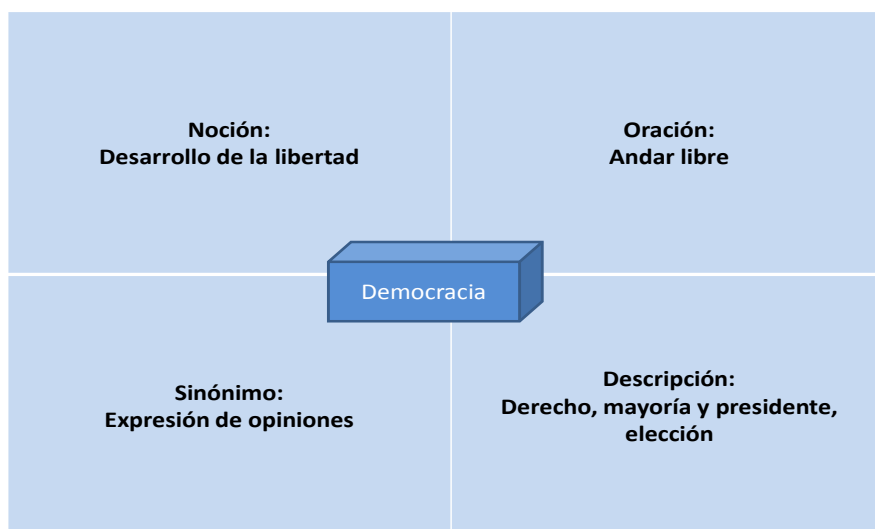 Noción:
Desarrollo de la libertad
Oración:
Andar libre
Democracia
Sinónimo:
Expresión de opiniones
Descripción:
Derecho, mayoría y presidente,
elección